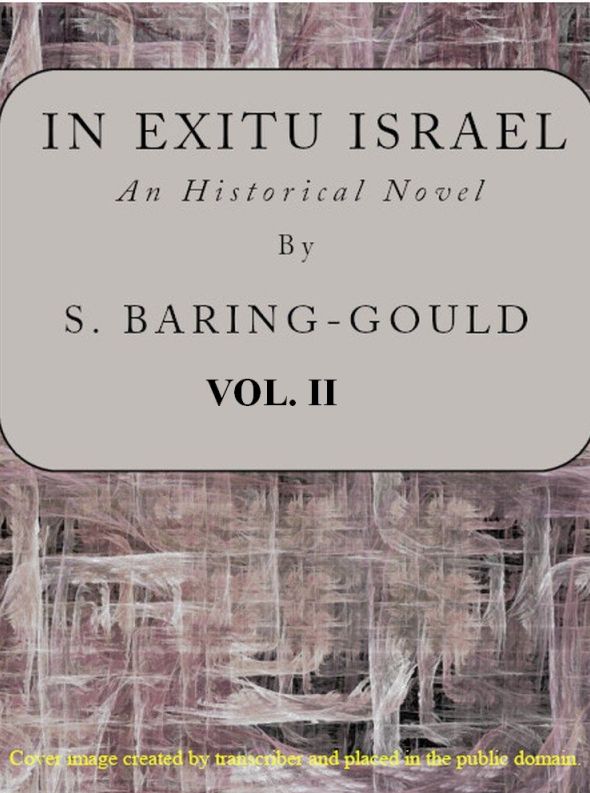 IN EXITU ISRAEL
An Historical Novel
By
S. BARING-GOULD
VOL. II
Cover image created by transcriber and placed in the public domain.